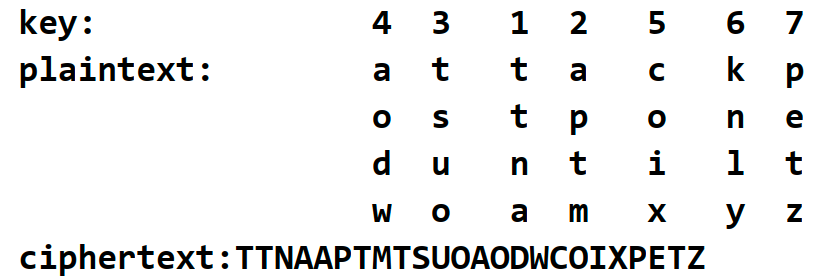 key: 4 3 1 2 5 6 7
plaintext: a t t a c k p
o s t p o n e
d u n t i l t
w o a m x y z
ciphertext:TTNAAPTMTSUOAODWCOIXPETZ